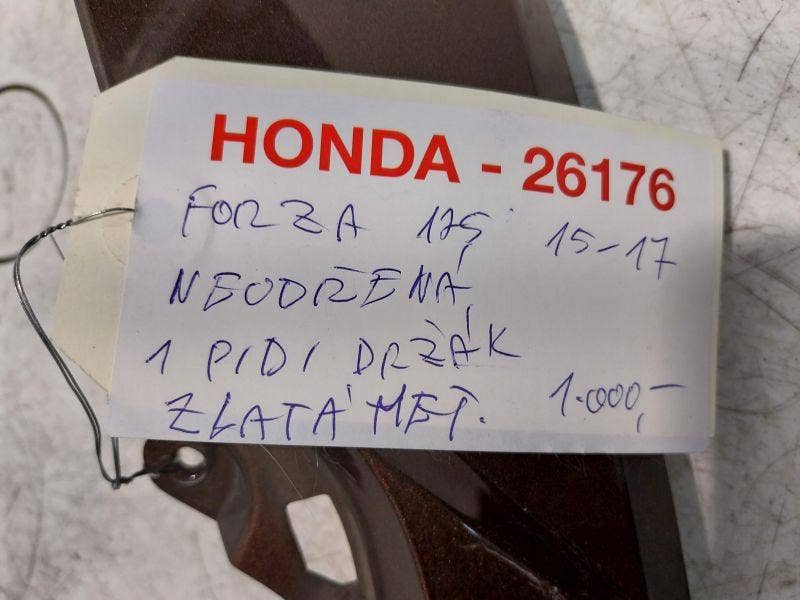 HONDA - 26176
FORZA 125 15-17
NEODŘENÁ,
1 PIDI DRŽÁK
ZLATÁ MET. 1.000,-